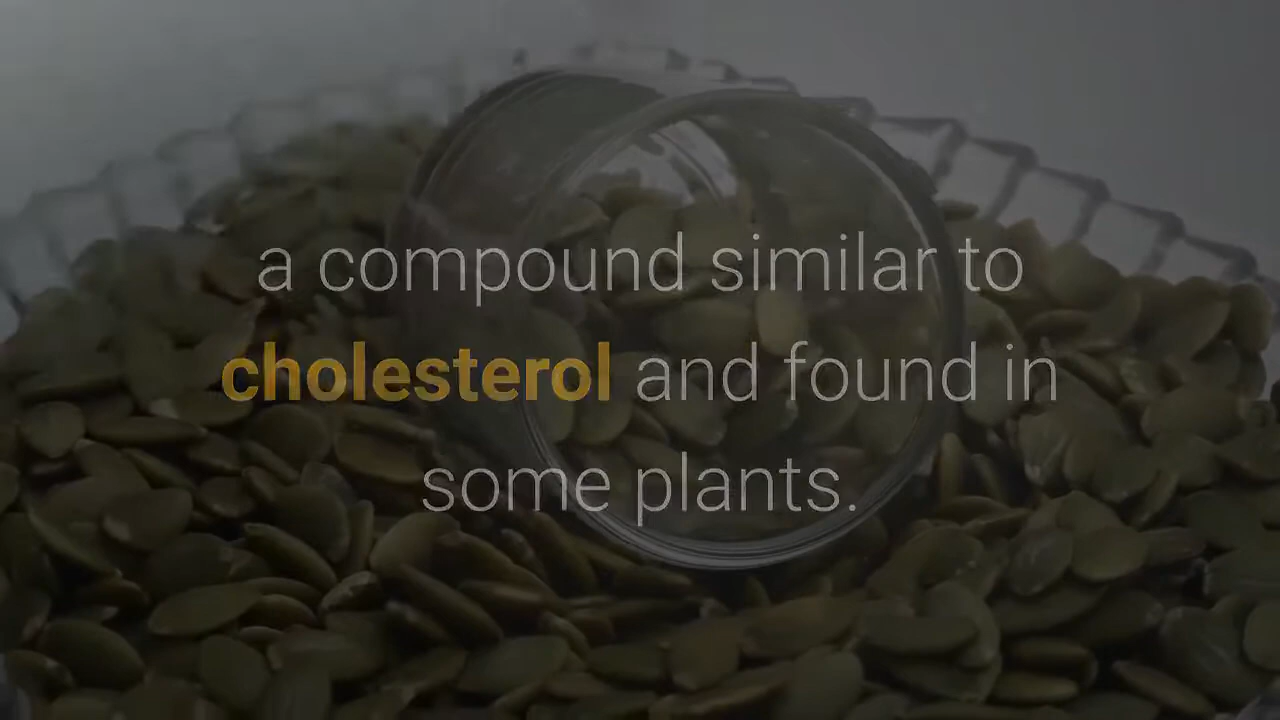 a compound similar to
cholesterol and found in
some plants.